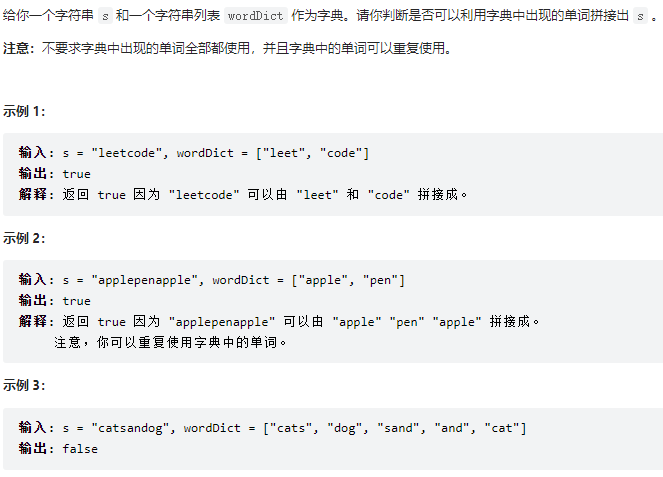 给你一个字符串 s 和一个字符串列表 wordDict 作为字典。请你判断是否可以利用字典中出现的单词拼接出 s 。
注意：不要求字典中出现的单词全部都使用，并且字典中的单词可以重复使用。
示例 1：
输入: s = "leetcode", wordDict = ["leet", "code"]
输出: true
解释: 返回 true 因为 "leetcode" 可以由 "leet" 和 "code" 拼接成。
示例 2：
输入: s = "applepenapple", wordDict = ["apple", "pen"]
输出: true
解释: 返回 true 因为 "applepenapple" 可以由 "apple" "pen" "apple" 拼接成。
注意，你可以重复使用字典中的单词。
示例 3：
输入: s = "catsandog", wordDict = ["cats", "dog", "sand", "and", "cat"]
输出: false